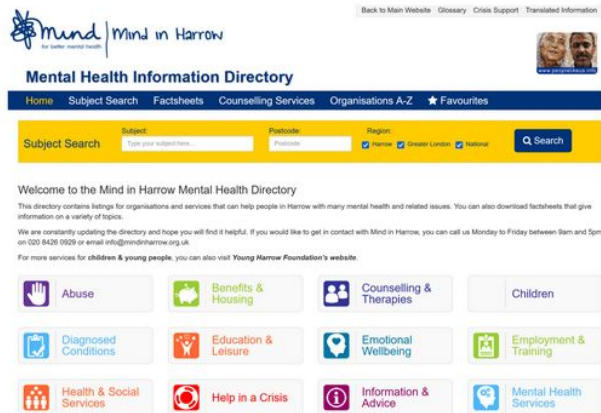 Back to Main Website Glossary Crisis Support Translated Information
mind Mind in Harrow
for better mental health
www.peoplelikeus.info
Mental Health Information Directory
Home Subject Search Factsheets Counselling Services Organisations A-Z Favourites
Subject Search
Subject: Postcode: Region:
Type your subject here... Postcode Harrow Greater London National Search
Welcome to the Mind in Harrow Mental Health Directory
This directory contains listings for organisations and services that can help people in Harrow with many mental health and related issues. You can also download factsheets that give
information on a variety of topics.
We are constantly updating the directory and hope you will find it helpful. If you would like to get in contact with Mind in Harrow, you can call us Monday to Friday between 9am and 5pm
on 020 8426 0929 or email info@mindinharrow.org.uk
For more services for children & young people, you can also visit Young Harrow Foundation's website.
Abuse
Benefits &
Housing
Counselling &
Therapies
Children
Diagnosed
Conditions
Education &
Leisure
Emotional
Wellbeing
Employment &
Training
Health & Social
Services
Help in a Crisis
Information &
Advice
Mental Health
Services